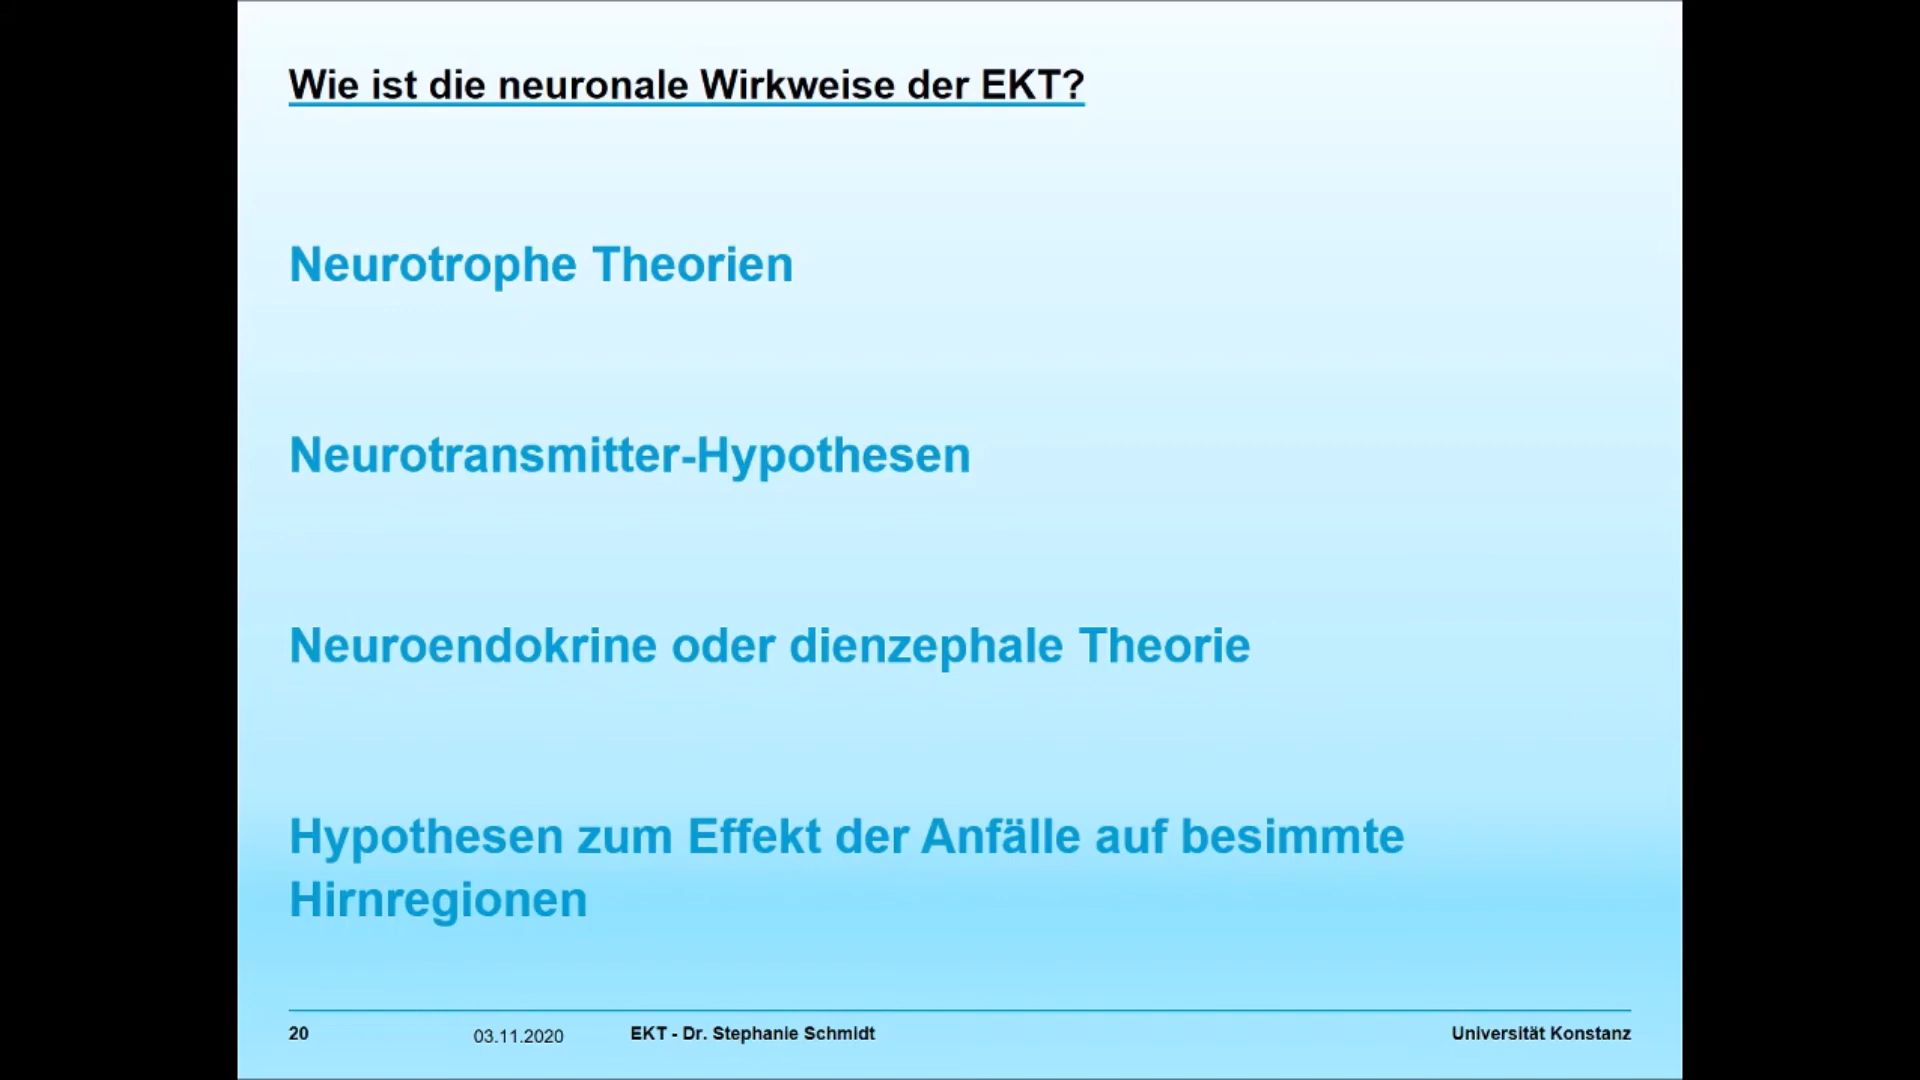 Wie ist die neuronale Wirkweise der EKT?
Neurotrophe Theorien
Neurotransmitter-Hypothesen
Neuroendokrine oder dienzephale Theorie
Hypothesen zum Effekt der Anfälle auf besimmte
Hirnregionen
20 03.11.2020 EKT - Dr. Stephanie Schmidt Universität Konstanz